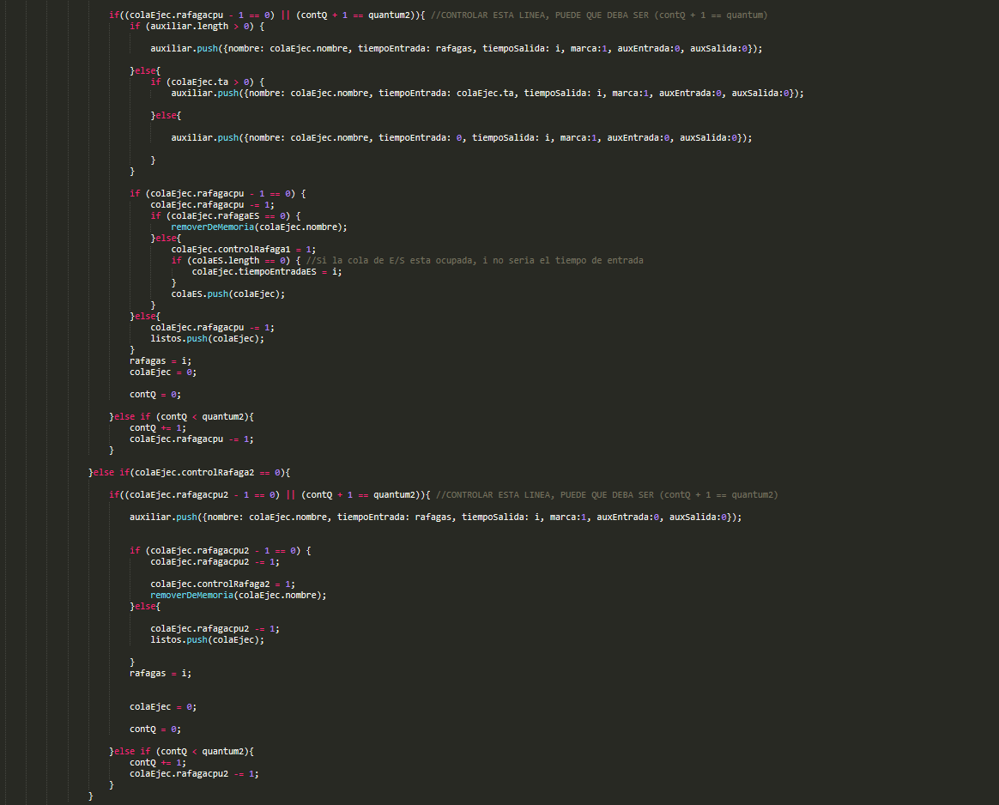 if((colaEjec.rafagacpu - 1 == 0) || (contQ + 1 == quantum2)){ //CONTROLAR ESTA LINEA, PUEDE QUE DEBA SER (contQ + 1 == quantum)
if (auxiliar.length > 0) {
auxiliar.push({nombre: colaEjec.nombre, tiempoEntrada: rafagas, tiempoSalida: i, marca:1, auxEntrada:0, auxSalida:0});
}else{
if (colaEjec.ta > 0) {
auxiliar.push({nombre: colaEjec.nombre, tiempoEntrada: colaEjec.ta, tiempoSalida: i, marca:1, auxEntrada:0, auxSalida:0});
}else{
auxiliar.push({nombre: colaEjec.nombre, tiempoEntrada: 0, tiempoSalida: i, marca:1, auxEntrada:0, auxSalida:0});
}
}
if (colaEjec.rafagacpu - 1 == 0) {
colaEjec.rafagacpu -= 1;
if (colaEjec.rafagaES == 0) {
removerDeMemoria(colaEjec.nombre);
}else{
colaEjec.controlRafaga1 = 1;
if (colaES.length == 0) { //Si la cola de E/S esta ocupada, i no seria el tiempo de entrada
colaEjec.tiempoEntradaES = i;
}
colaES.push(colaEjec);
}
}else{
colaEjec.rafagacpu -= 1;
listos.push(colaEjec);
}
rafagas = i;
colaEjec = 0;
contQ = 0;
}else if (contQ < quantum2){
contQ += 1;
colaEjec.rafagacpu -= 1;
}
}else if(colaEjec.controlRafaga2 == 0){
if((colaEjec.rafagacpu2 - 1 == 0) || (contQ + 1 == quantum2)){ //CONTROLAR ESTA LINEA, PUEDE QUE DEBA SER (contQ + 1 == quantum2)
auxiliar.push({nombre: colaEjec.nombre, tiempoEntrada: rafagas, tiempoSalida: i, marca:1, auxEntrada:0, auxSalida:0});
if (colaEjec.rafagacpu2 - 1 == 0) {
colaEjec.rafagacpu2 -= 1;
colaEjec.controlRafaga2 = 1;
removerDeMemoria(colaEjec.nombre);
}else{
colaEjec.rafagacpu2 -= 1;
listos.push(colaEjec);
}
rafagas = i;
colaEjec = 0;
contQ = 0;
}else if (contQ < quantum2){
contQ += 1;
colaEjec.rafagacpu2 -= 1;
}
}